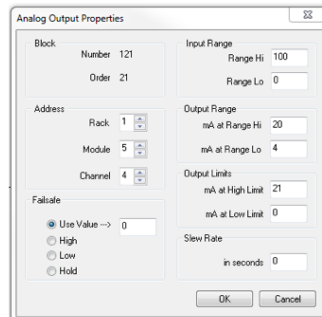 Analog Output Properties
Block
Number 121
Order 21
Address
Rack 1
Module 5
Channel 4
Failsafe
Use Value ---> 0
High
Low
Hold
Input Range
Range Hi 100
Range Lo 0
Output Range
mA at Range Hi 20
mA at Range Lo 4
Output Limits
mA at High Limit 21
mA at Low Limit 0
Slew Rate
in seconds 0
OK
Cancel